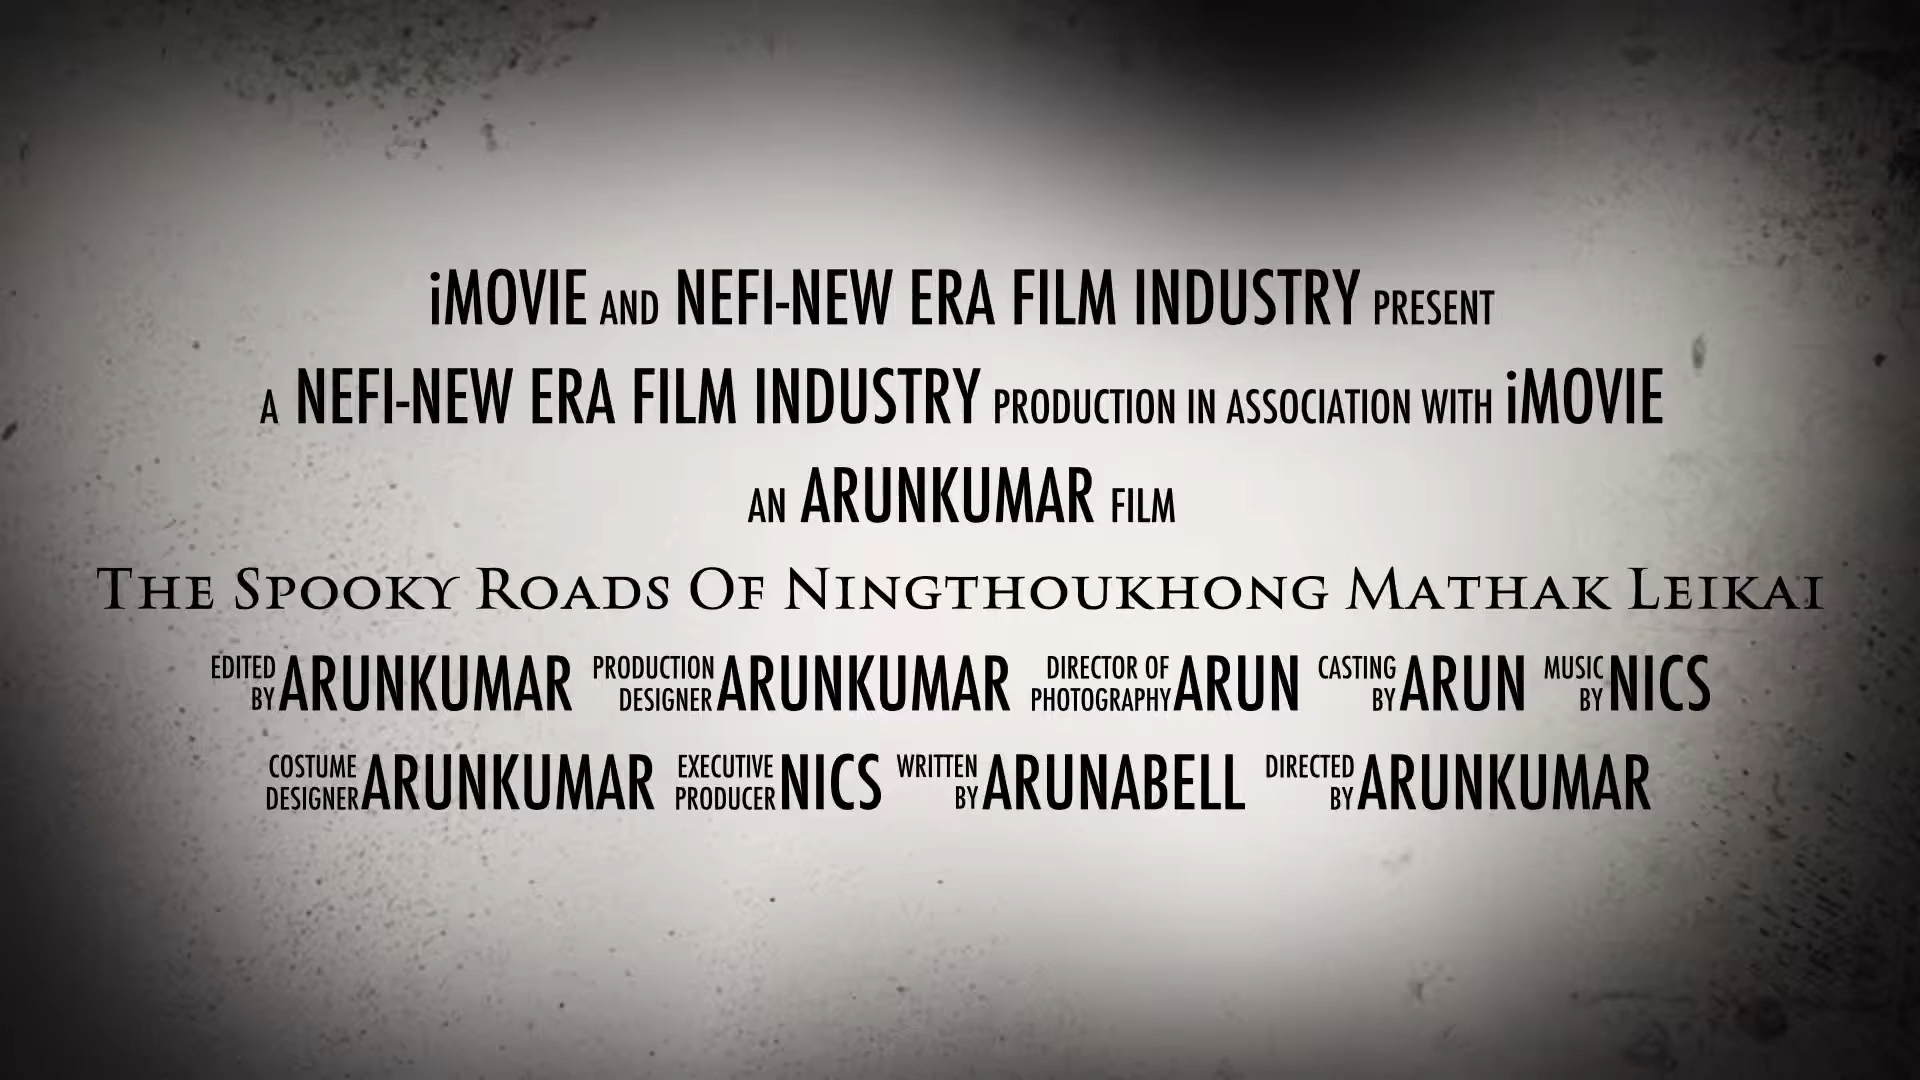 iMOVIE AND NEFI-NEW ERA FILM INDUSTRY PRESENT
A NEFI-NEW ERA FILM INDUSTRY PRODUCTION IN ASSOCIATION WITH iMOVIE
AN ARUNKUMAR FILM
THE SPOOKY ROADS OF NINGTHOUKHONG MATHAK LEIKAI
EDITED BY ARUNKUMAR PRODUCTION DESIGNER ARUNKUMAR DIRECTOR OF PHOTOGRAPHY ARUN CASTING BY ARUN MUSIC BY NICS
COSTUME DESIGNER ARUNKUMAR EXECUTIVE PRODUCER NICS WRITTEN BY ARUNABELL DIRECTED BY ARUNKUMAR